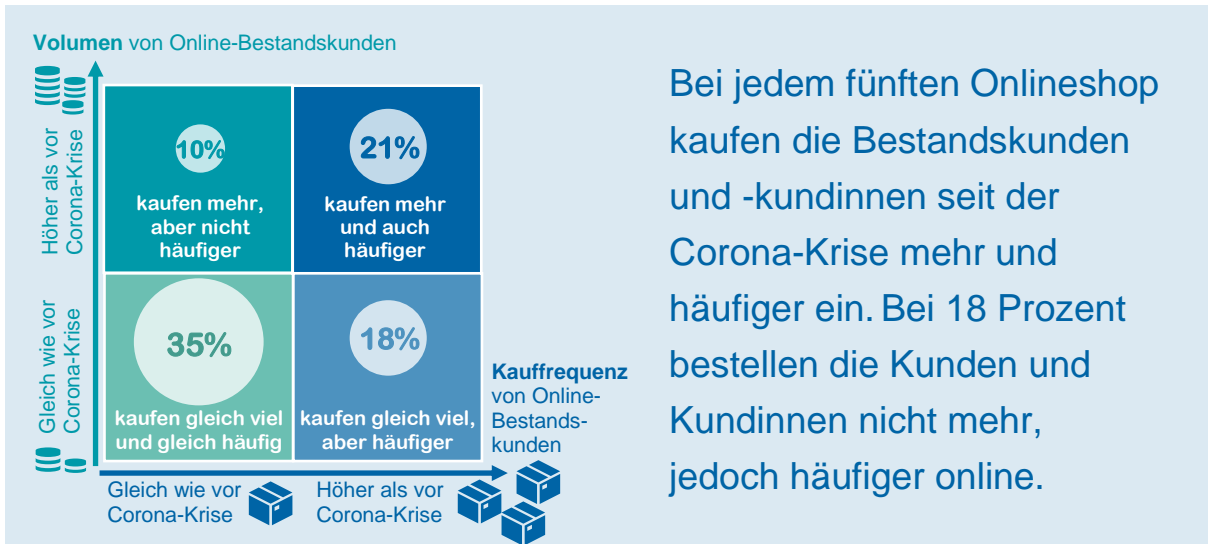 Volumen von Online-Bestandskunden
Höher als vor
Corona-Krise
10%
kaufen mehr,
aber nicht
häufiger
21%
kaufen mehr
und auch
häufiger
Gleich wie vor
Corona-Krise
35%
kaufen gleich viel
und gleich häufig
18%
kaufen gleich viel,
aber häufiger
Kauffrequenz
von Online-
Bestands-
kunden
Gleich wie vor
Corona-Krise
Höher als vor
Corona-Krise
Bei jedem fünften Onlineshop
kaufen die Bestandskunden
und -kundinnen seit der
Corona-Krise mehr und
häufiger ein. Bei 18 Prozent
bestellen die Kunden und
Kundinnen nicht mehr,
jedoch häufiger online.